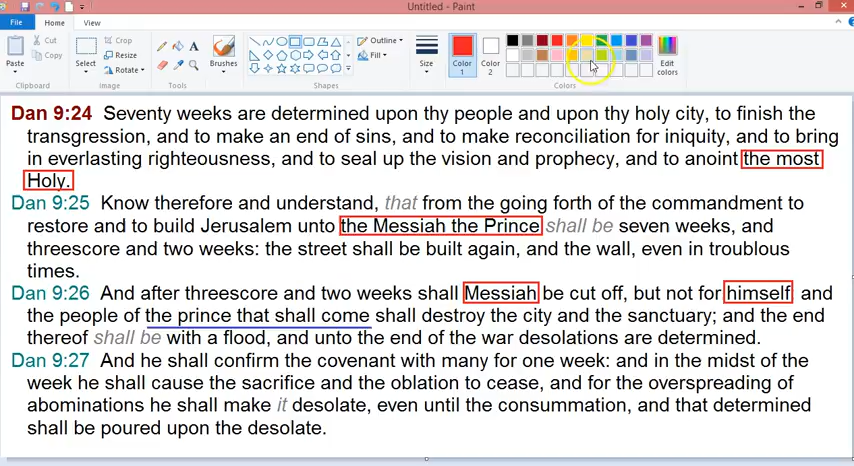 Untitled - Paint
File Home View
Cut
Copy
Paste
Clipboard
Select
Crop
Resize
Rotate
Image
Tools
Brushes
Shapes
Outline
Fill
Size
Color 1
Color 2
Edit colors
Colors
Dan 9:24 Seventy weeks are determined upon thy people and upon thy holy city, to finish the
transgression, and to make an end of sins, and to make reconciliation for iniquity, and to bring
in everlasting righteousness, and to seal up the vision and prophecy, and to anoint the most
Holy.
Dan 9:25 Know therefore and understand, that from the going forth of the commandment to
restore and to build Jerusalem unto the Messiah the Prince shall be seven weeks, and
threescore and two weeks: the street shall be built again, and the wall, even in troublous
times.
Dan 9:26 And after threescore and two weeks shall Messiah be cut off, but not for himself and
the people of the prince that shall come shall destroy the city and the sanctuary; and the end
thereof shall be with a flood, and unto the end of the war desolations are determined.
Dan 9:27 And he shall confirm the covenant with many for one week: and in the midst of the
week he shall cause the sacrifice and the oblation to cease, and for the overspreading of
abominations he shall make it desolate, even until the consummation, and that determined
shall be poured upon the desolate.